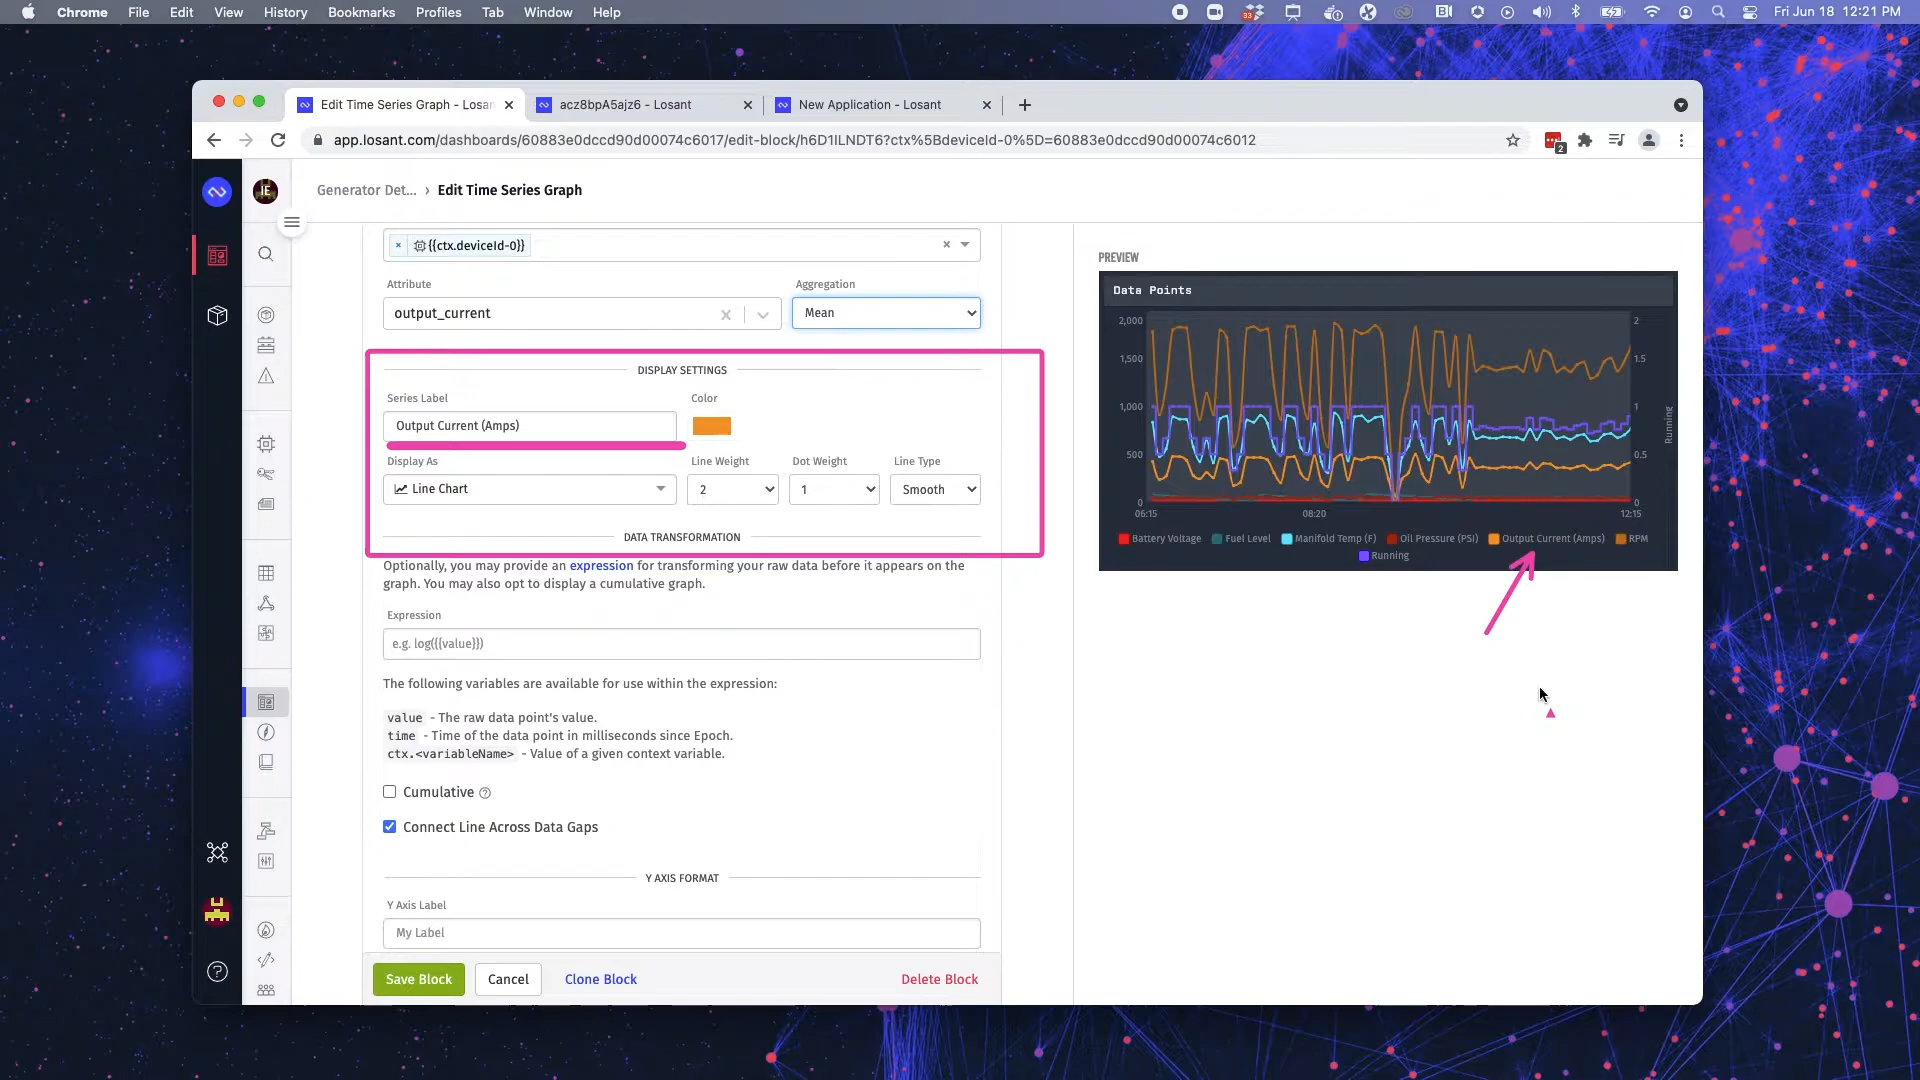 Chrome File Edit View History Bookmarks Profiles Tab Window Help
33
Fri Jun 18 12:21 PM
Edit Time Series Graph - Losan
acz8bpA5ajz6 - Losant
New Application - Losant
app.losant.com/dashboards/60883e0dccd90d00074c6017/edit-block/h6D1lLNDT6?ctx%5BdeviceId-0%5D=60883e0dccd90d00074c6012
2
IE
Generator Det... › Edit Time Series Graph
× {{ctx.deviceId-0}} ×
Attribute Aggregation
output_current Mean
DISPLAY SETTINGS
Series Label Color
Output Current (Amps)
Display As Line Weight Dot Weight Line Type
Line Chart 2 1 Smooth
DATA TRANSFORMATION
Optionally, you may provide an expression for transforming your raw data before it appears on the
graph. You may also opt to display a cumulative graph.
Expression
e.g. log({{value}})
The following variables are available for use within the expression:
value - The raw data point's value.
time - Time of the data point in milliseconds since Epoch.
ctx.<variableName> - Value of a given context variable.
Cumulative ?
Connect Line Across Data Gaps
Y AXIS FORMAT
Y Axis Label
My Label
Save Block Cancel Clone Block Delete Block
PREVIEW
Data Points
2,000 2
1,500 1.5
1,000 1
Running
500 0.5
0 0
06:15 08:20 12:15
Battery Voltage Fuel Level Manifold Temp (F) Oil Pressure (PSI) Output Current (Amps) RPM
Running